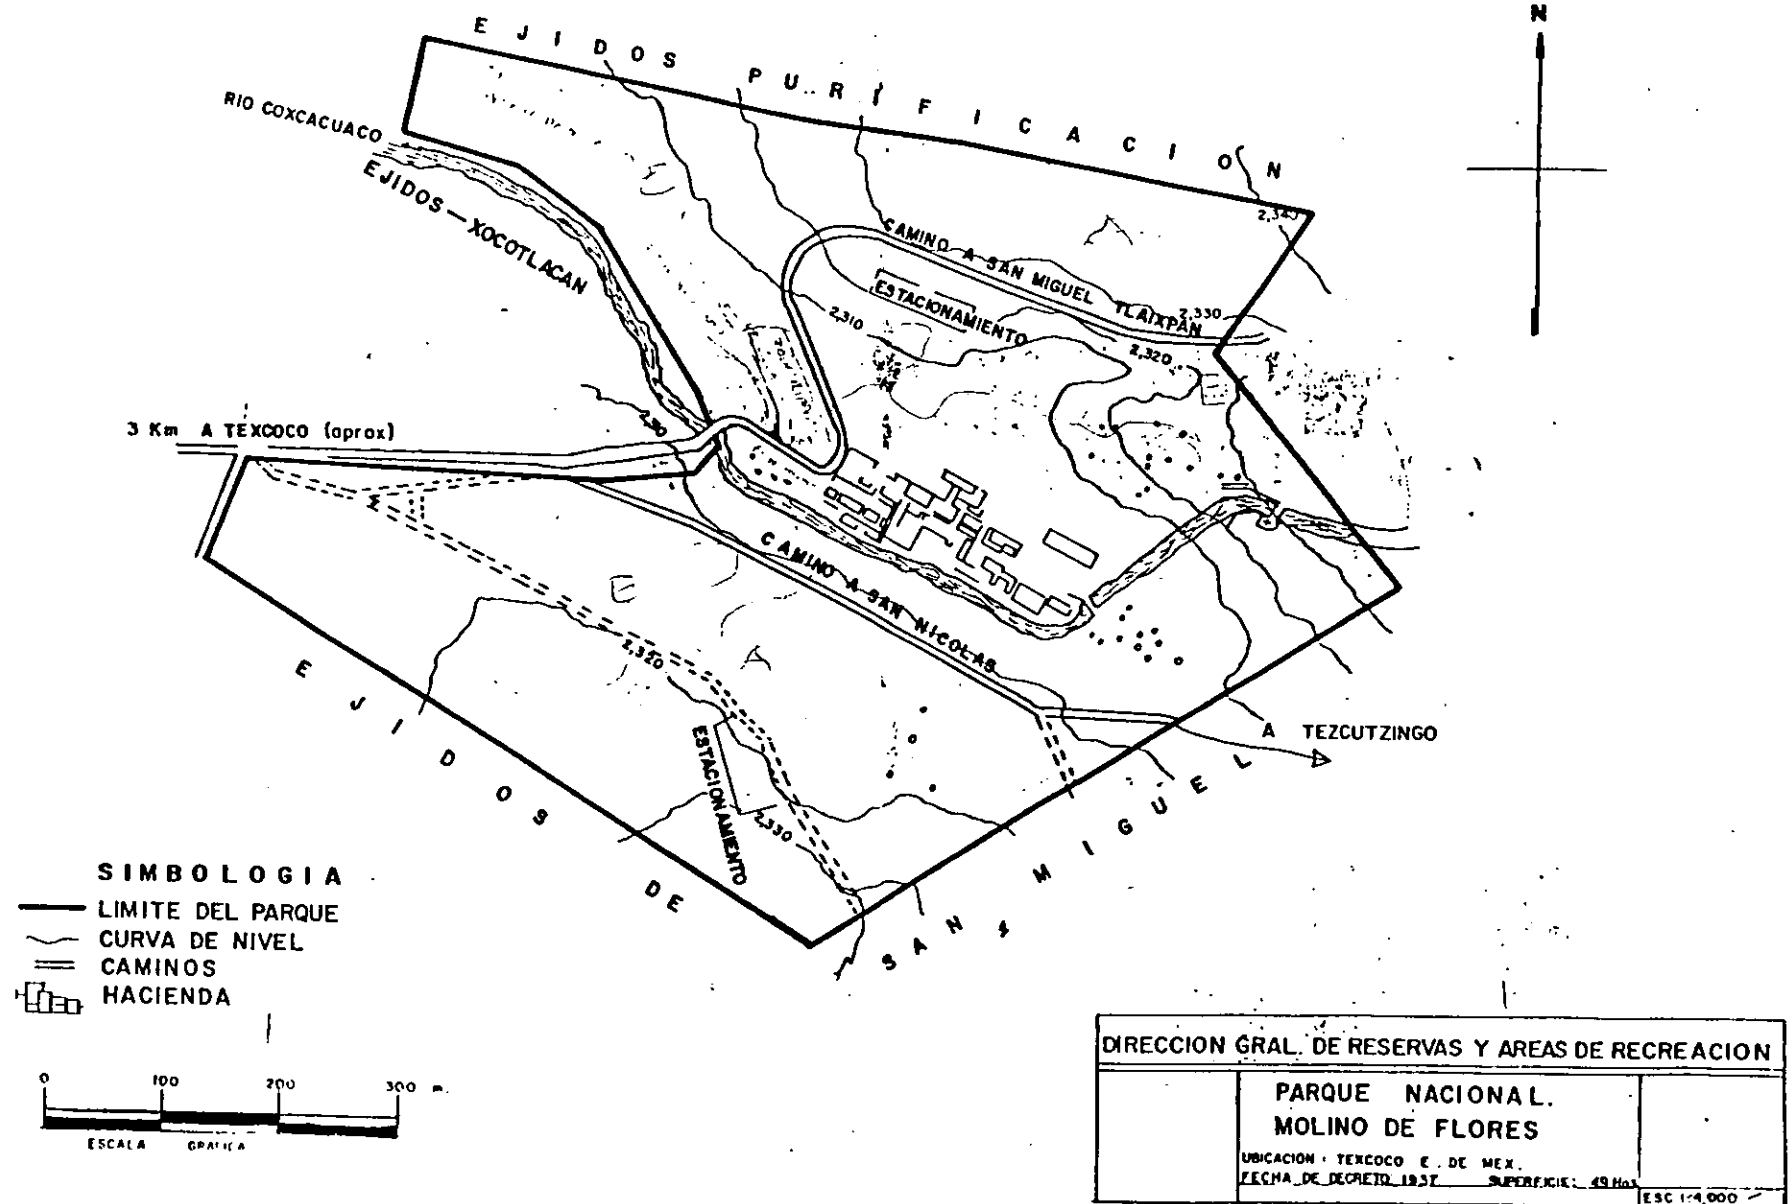 N
EJIDOS PURIFICACION
RIO COXCACUACO
EJIDOS—XOCOTLACAN
2,340
CAMINO A SAN MIGUEL TLAIXPAN
ESTACIONAMIENTO
2,330
2,310
2,320
3 Km A TEXCOCO (aprox)
CAMINO A SAN NICOLAS
2,320
ESTACIONAMIENTO
2,330
A TEZCUTZINGO
EJIDOS DE SAN MIGUEL
SIMBOLOGIA
LIMITE DEL PARQUE
CURVA DE NIVEL
CAMINOS
HACIENDA
0 100 200 300 m.
ESCALA GRAFICA
DIRECCION GRAL. DE RESERVAS Y AREAS DE RECREACION
PARQUE NACIONAL.
MOLINO DE FLORES
UBICACION : TEXCOCO E. DE MEX.
FECHA DE DECRETO 1937 SUPERFICIE: 49 Has
ESC 1:4,000